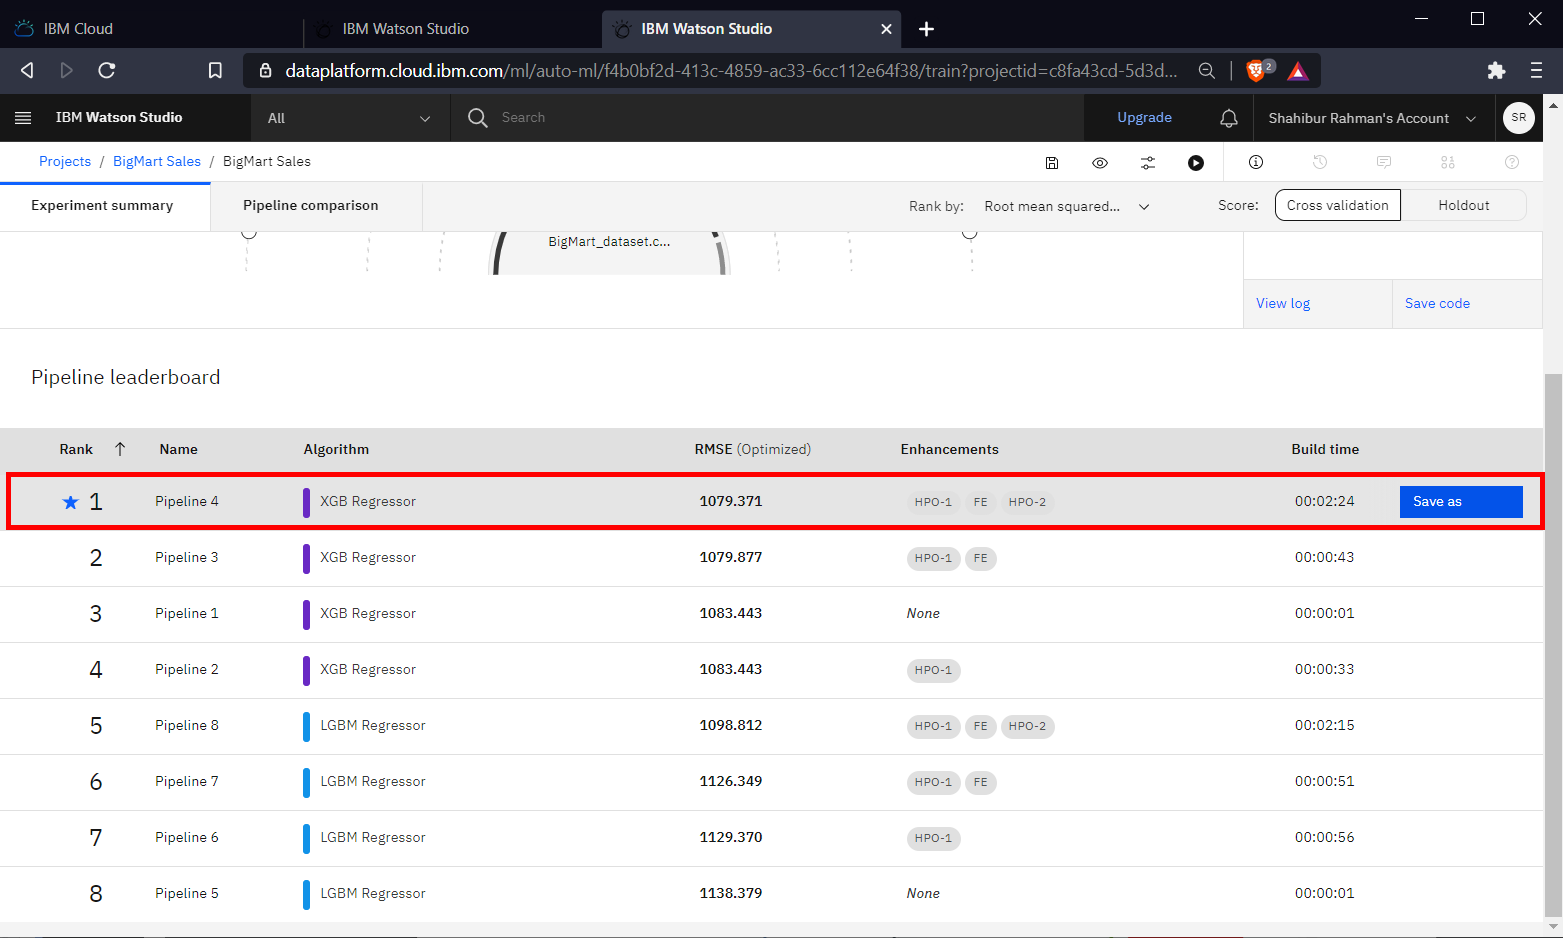 IBM Cloud IBM Watson Studio IBM Watson Studio
dataplatform.cloud.ibm.com/ml/auto-ml/f4b0bf2d-413c-4859-ac33-6cc112e64f38/train?projectid=c8fa43cd-5d3d... 2
IBM Watson Studio All Search Upgrade Shahibur Rahman's Account SR
Projects / BigMart Sales / BigMart Sales
Experiment summary Pipeline comparison Rank by: Root mean squared... Score: Cross validation Holdout
BigMart_dataset.c...
View log Save code
Pipeline leaderboard
Rank Name Algorithm RMSE (Optimized) Enhancements Build time
1 Pipeline 4 XGB Regressor 1079.371 HPO-1 FE HPO-2 00:02:24 Save as
2 Pipeline 3 XGB Regressor 1079.877 HPO-1 FE 00:00:43
3 Pipeline 1 XGB Regressor 1083.443 None 00:00:01
4 Pipeline 2 XGB Regressor 1083.443 HPO-1 00:00:33
5 Pipeline 8 LGBM Regressor 1098.812 HPO-1 FE HPO-2 00:02:15
6 Pipeline 7 LGBM Regressor 1126.349 HPO-1 FE 00:00:51
7 Pipeline 6 LGBM Regressor 1129.370 HPO-1 00:00:56
8 Pipeline 5 LGBM Regressor 1138.379 None 00:00:01